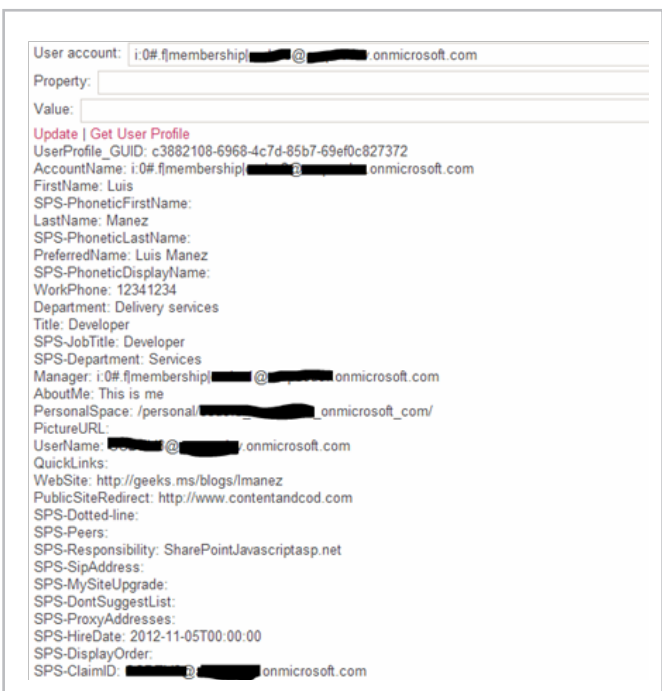 User account: i:0#.f|membership|@.onmicrosoft.com
Property:
Value:
Update | Get User Profile
UserProfile_GUID: c3882108-6968-4c7d-85b7-69ef0c827372
AccountName: i:0#.f|membership|@onmicrosoft.com
FirstName: Luis
SPS-PhoneticFirstName:
LastName: Manez
SPS-PhoneticLastName:
PreferredName: Luis Manez
SPS-PhoneticDisplayName:
WorkPhone: 12341234
Department: Delivery services
Title: Developer
SPS-JobTitle: Developer
SPS-Department: Services
Manager: i:0#.f|membership|@onmicrosoft.com
AboutMe: This is me
PersonalSpace: /personal/_onmicrosoft_com/
PictureURL:
UserName: @.onmicrosoft.com
QuickLinks:
WebSite: http://geeks.ms/blogs/lmanez
PublicSiteRedirect: http://www.contentandcod.com
SPS-Dotted-line:
SPS-Peers:
SPS-Responsibility: SharePointJavascriptasp.net
SPS-SipAddress:
SPS-MySiteUpgrade:
SPS-DontSuggestList:
SPS-ProxyAddresses:
SPS-HireDate: 2012-11-05T00:00:00
SPS-DisplayOrder:
SPS-ClaimID: @onmicrosoft.com